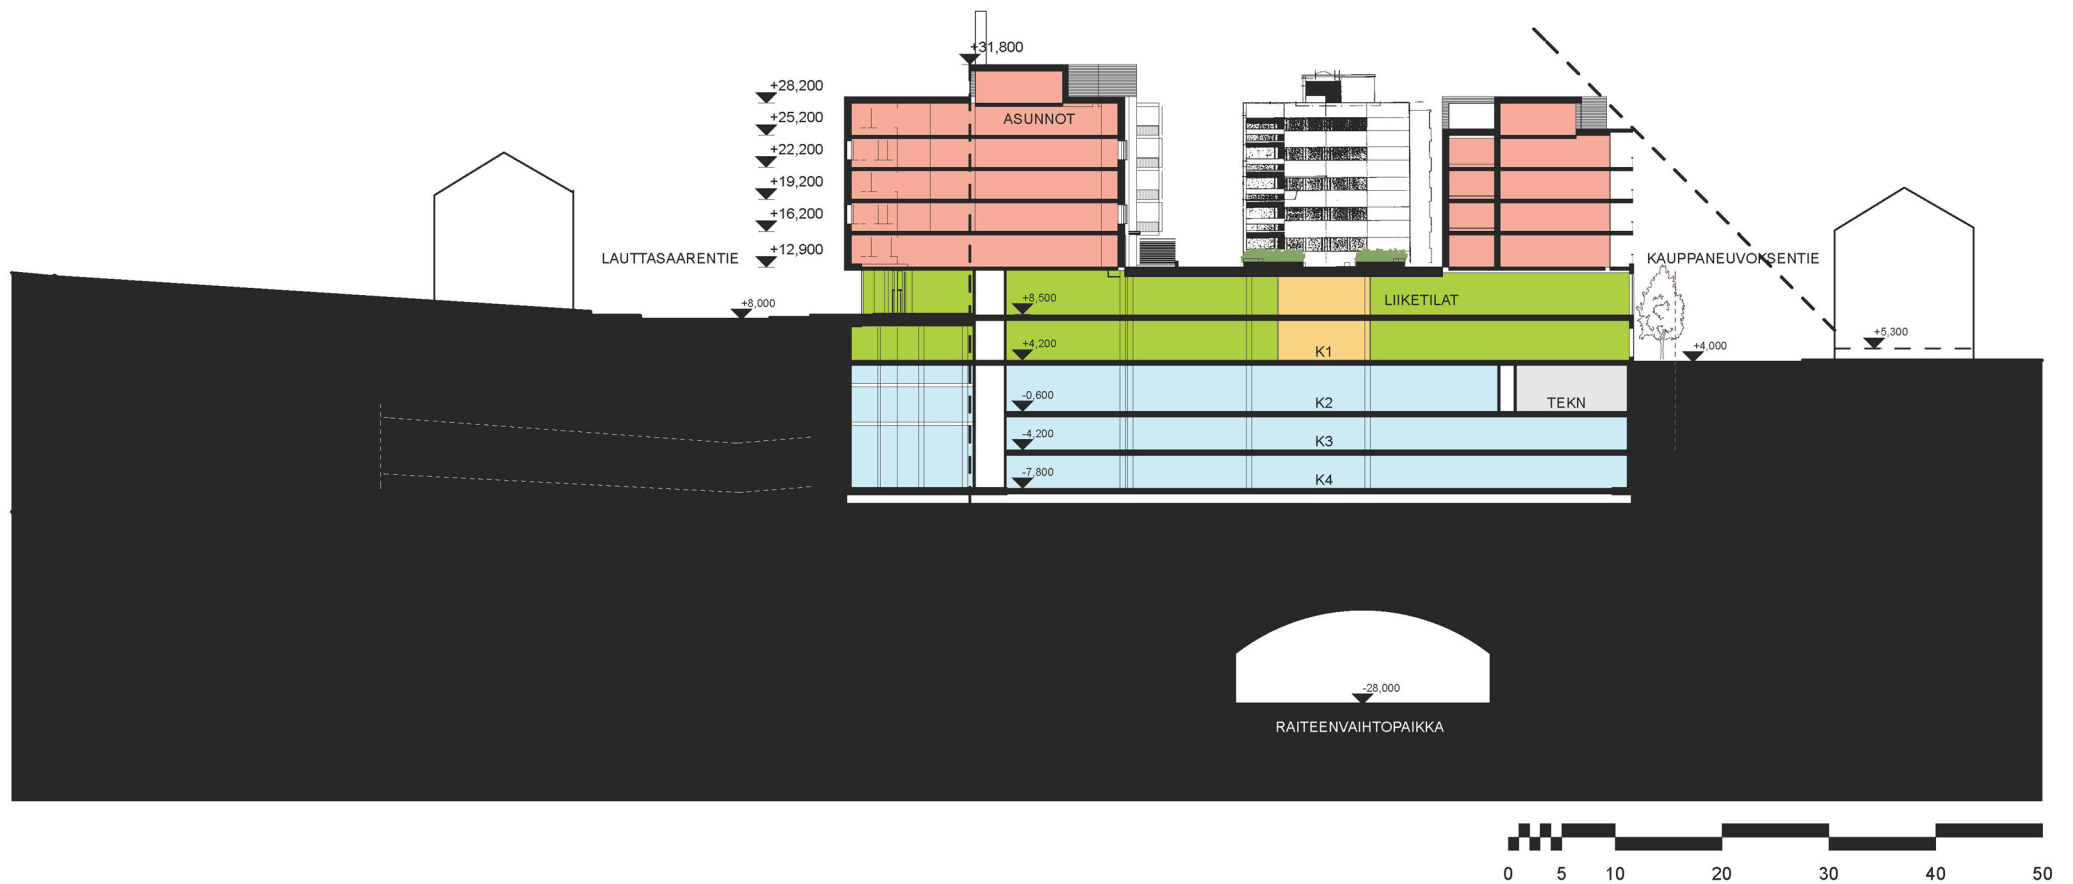 +31,800
+28,200
+25,200
ASUNNOT
+22,200
+19,200
+16,200
+12,900
LAUTTASAARENTIE
KAUPPANEUVOKSENTIE
+8,000
+8,500
LIIKETILAT
+5,300
+4,200
K1
+4,000
-0,600
K2
TEKN
-4,200
K3
-7,800
K4
-28,000
RAITEENVAIHTOPAIKKA
0 5 10 20 30 40 50